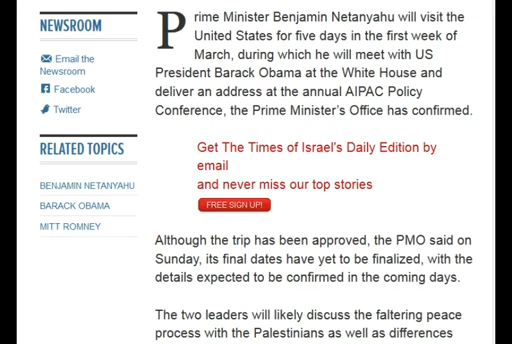 NEWSROOM
Email the
Newsroom
Facebook
Twitter
RELATED TOPICS
BENJAMIN NETANYAHU
BARACK OBAMA
MITT ROMNEY
Prime Minister Benjamin Netanyahu will visit the
United States for five days in the first week of
March, during which he will meet with US
President Barack Obama at the White House and
deliver an address at the annual AIPAC Policy
Conference, the Prime Minister's Office has confirmed.
Get The Times of Israel's Daily Edition by
email
and never miss our top stories
FREE SIGN UP!
Although the trip has been approved, the PMO said on
Sunday, its final dates have yet to be finalized, with the
details expected to be confirmed in the coming days.
The two leaders will likely discuss the faltering peace
process with the Palestinians as well as differences